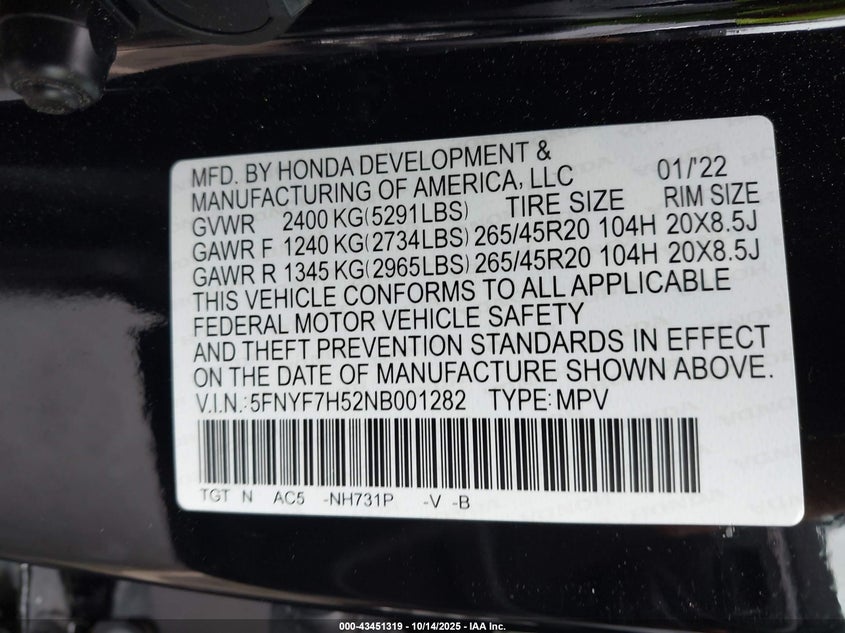 MFD. BY HONDA DEVELOPMENT &
MANUFACTURING OF AMERICA, LLC 01/'22
GVWR 2400 KG(5291LBS) TIRE SIZE RIM SIZE
GAWR F 1240 KG(2734LBS) 265/45R20 104H 20X8.5J
GAWR R 1345 KG(2965LBS) 265/45R20 104H 20X8.5J
THIS VEHICLE CONFORMS TO ALL APPLICABLE
FEDERAL MOTOR VEHICLE SAFETY
AND THEFT PREVENTION STANDARDS IN EFFECT
ON THE DATE OF MANUFACTURE SHOWN ABOVE.
V.I.N.: 5FNYF7H52NB001282 TYPE: MPV
TGT N AC5 -NH731P -V -B
000-43451319 | 10/14/2025 - IAA Inc.